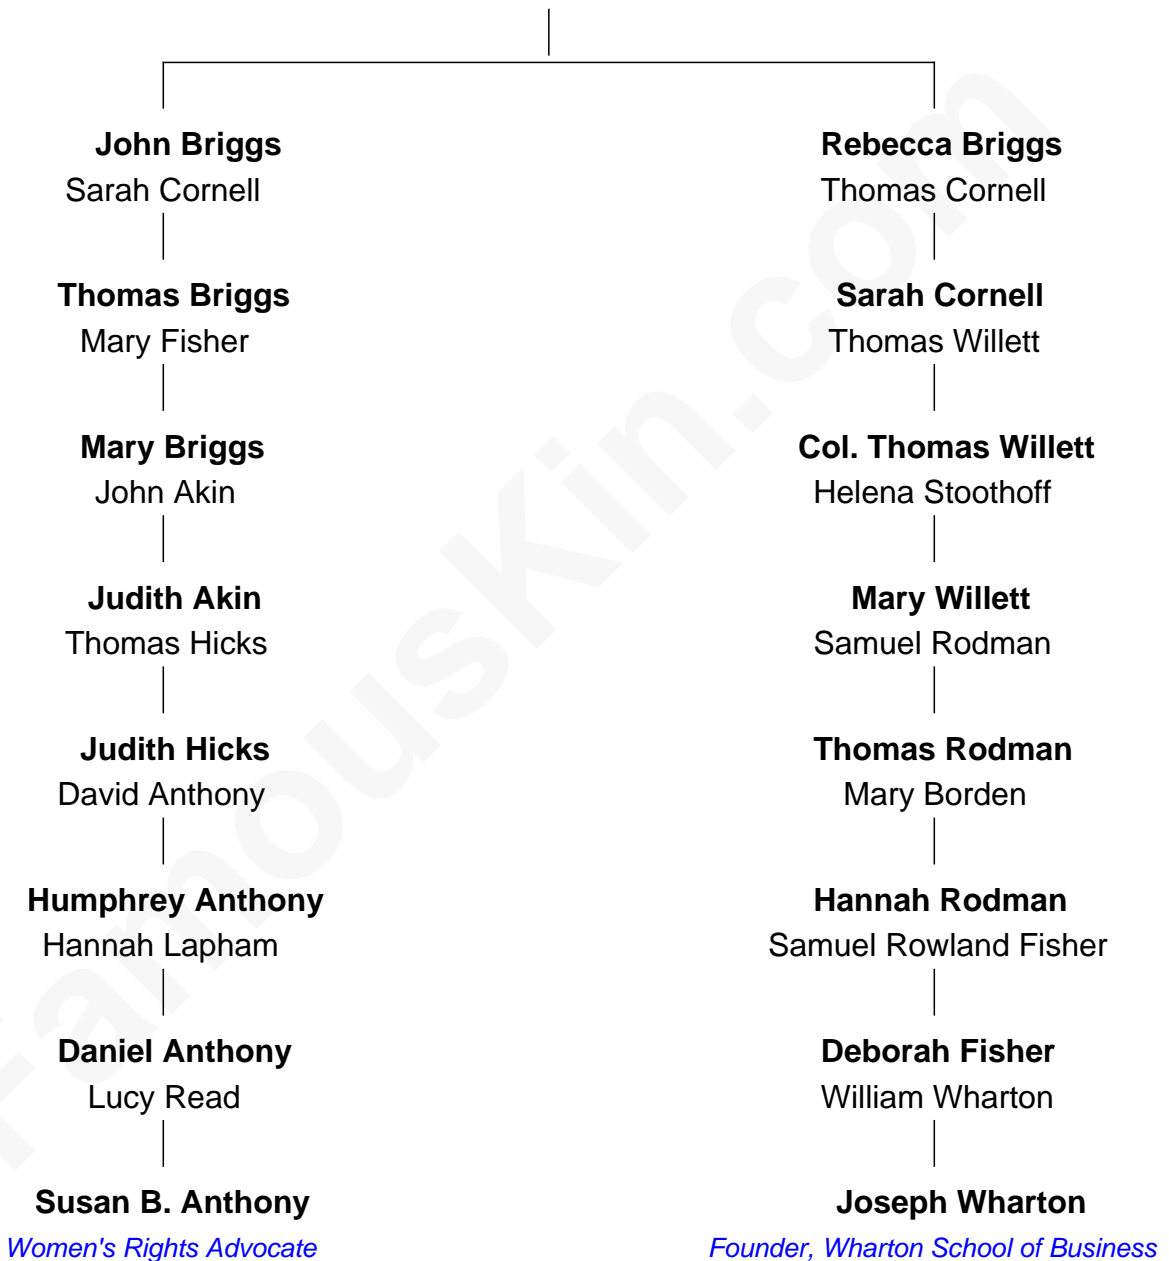 John Briggs
Sarah Cornell
Thomas Briggs
Mary Fisher
Mary Briggs
John Akin
Judith Akin
Thomas Hicks
Judith Hicks
David Anthony
Humphrey Anthony
Hannah Lapham
Daniel Anthony
Lucy Read
Susan B. Anthony
Women's Rights Advocate
Rebecca Briggs
Thomas Cornell
Sarah Cornell
Thomas Willett
Col. Thomas Willett
Helena Stoothoff
Mary Willett
Samuel Rodman
Thomas Rodman
Mary Borden
Hannah Rodman
Samuel Rowland Fisher
Deborah Fisher
William Wharton
Joseph Wharton
Founder, Wharton School of Business
FamousKin.com